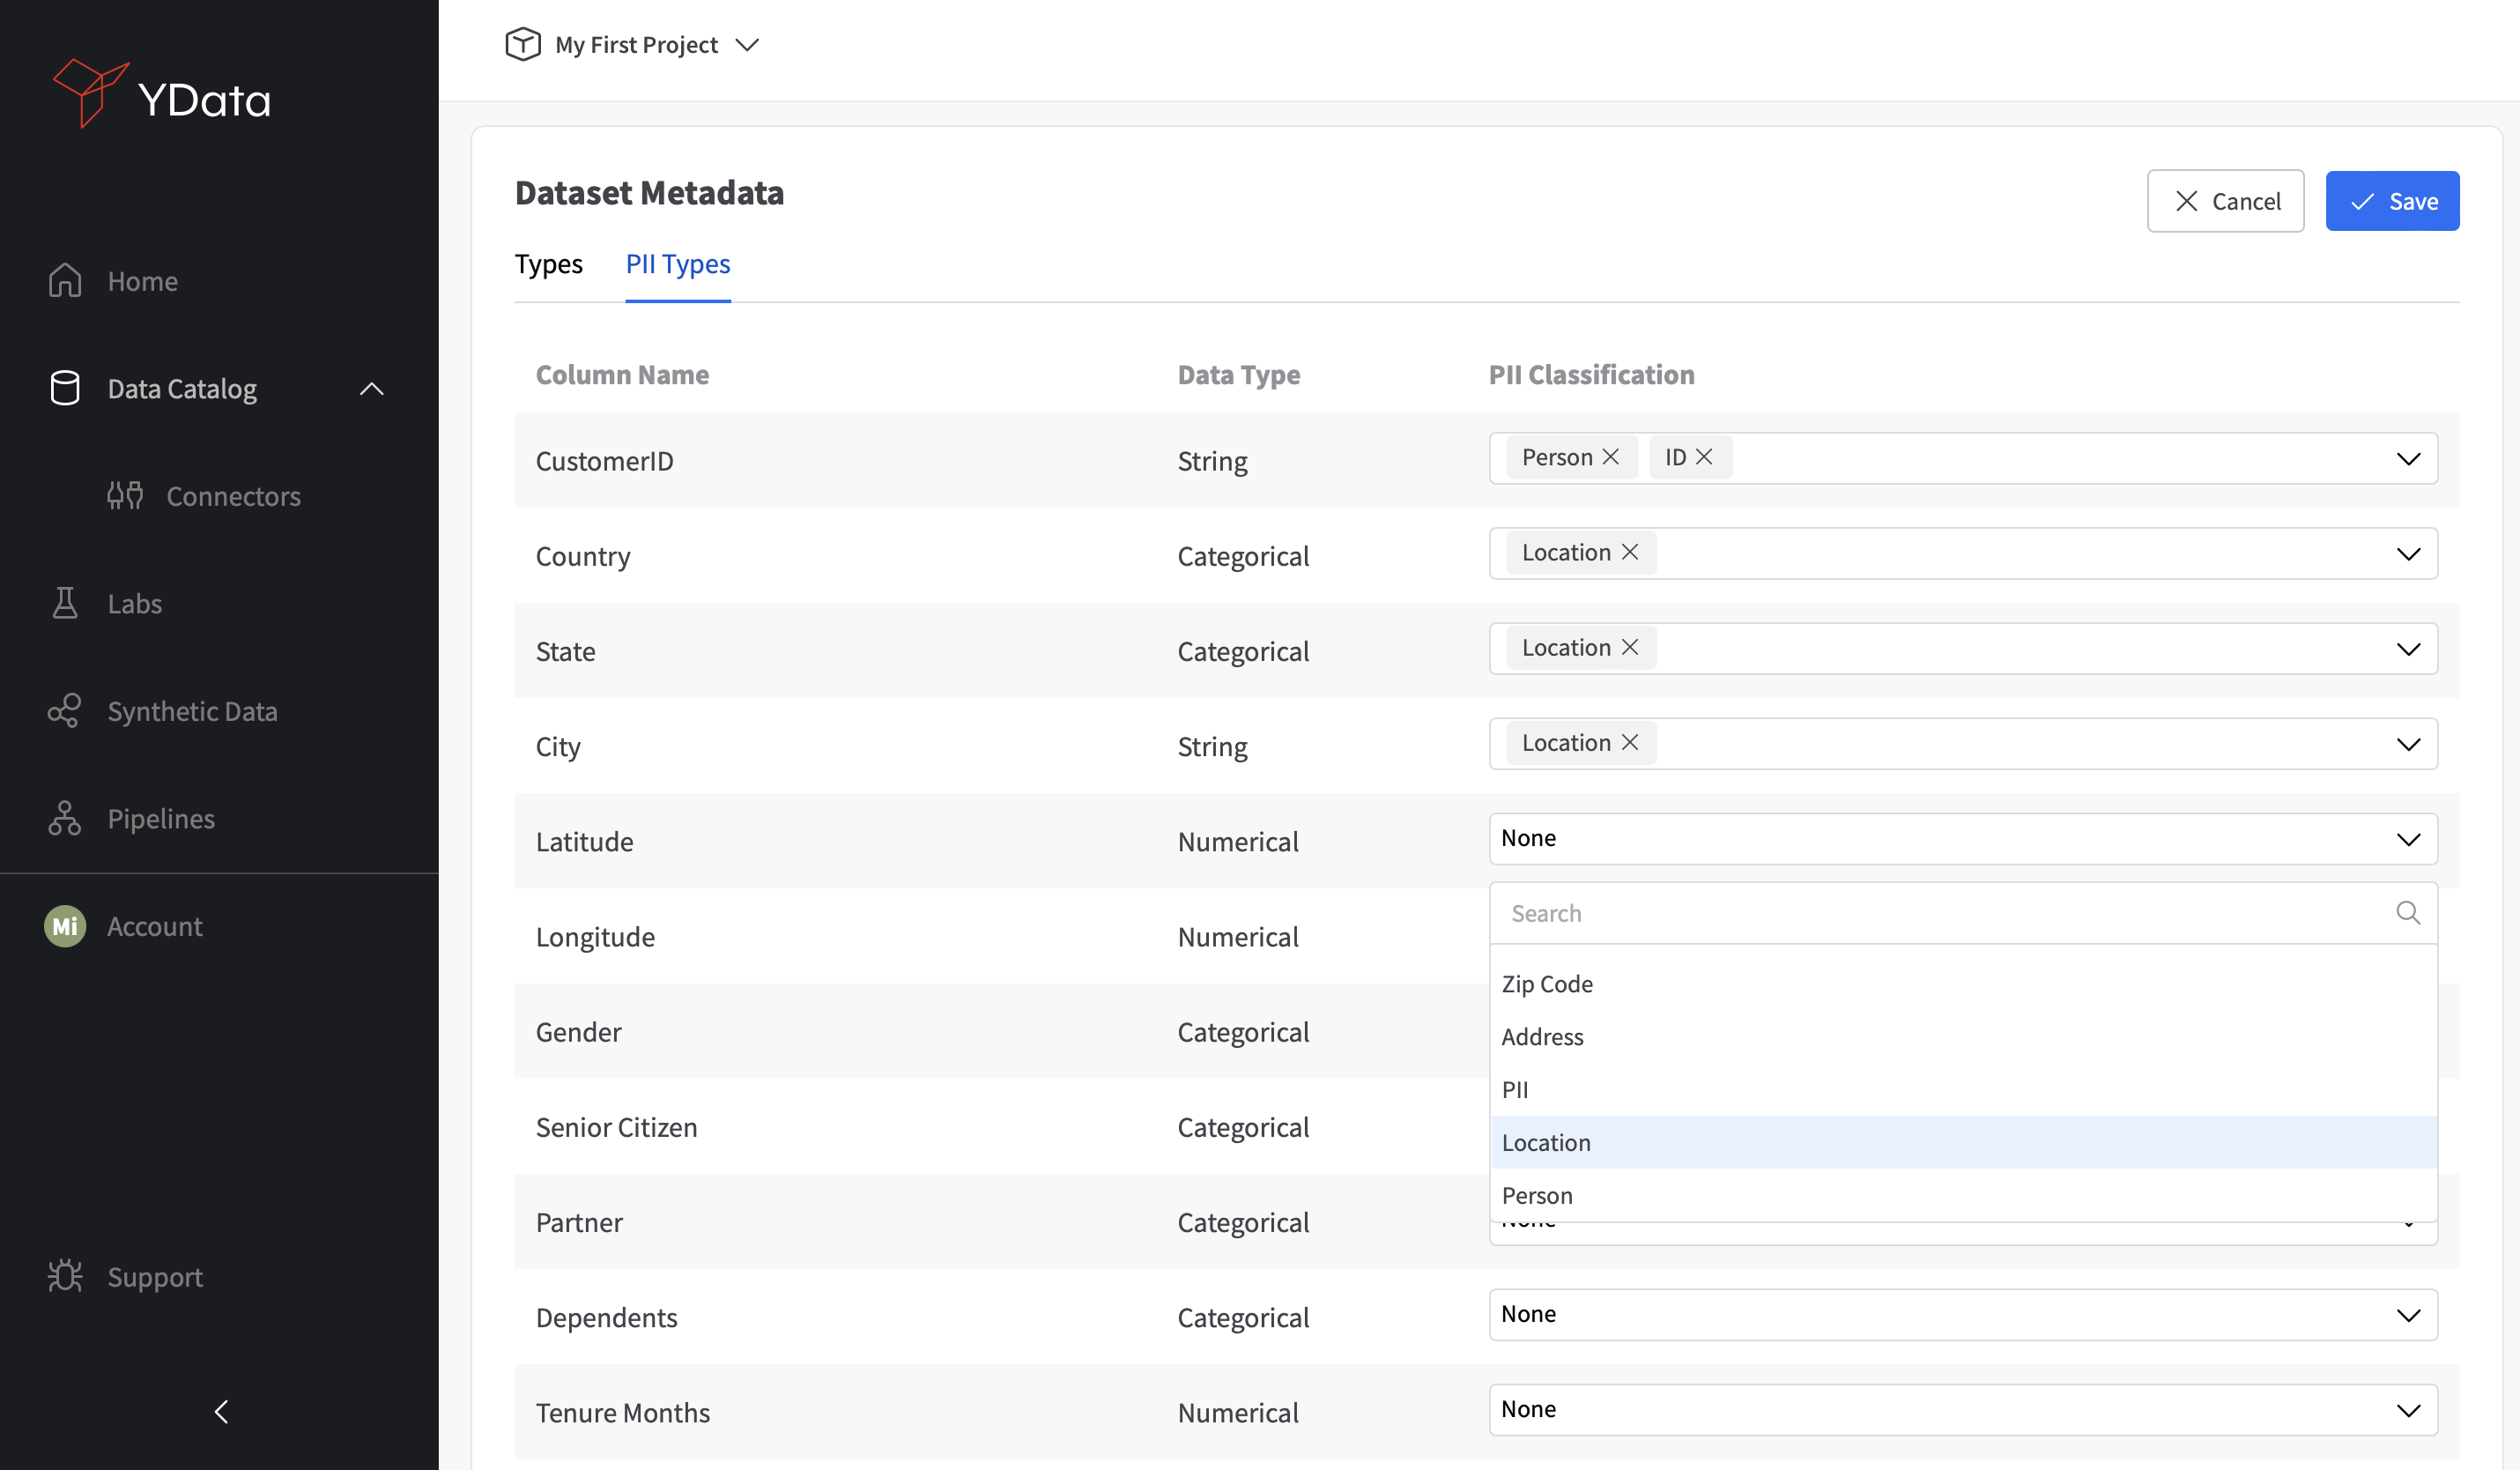 YData
My First Project
Dataset Metadata
Cancel
Save
Types
PII Types
Home
Data Catalog
Connectors
Labs
Synthetic Data
Pipelines
Mi
Account
Support
Column Name Data Type PII Classification
CustomerID String Person ID
Country Categorical Location
State Categorical Location
City String Location
Latitude Numerical None
Longitude Numerical
Gender Categorical
Senior Citizen Categorical
Partner Categorical
Search
Zip Code
Address
PII
Location
Person
Dependents Categorical None
Tenure Months Numerical None